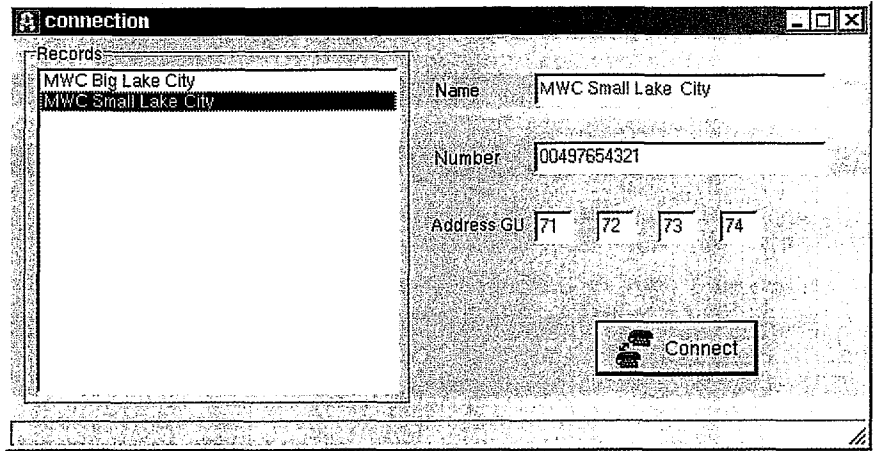 connection
Records
MWC Big Lake City
MWC Small Lake City
Name MWC Small Lake City
Number 00497654321
Address GU 71 72 73 74
Connect